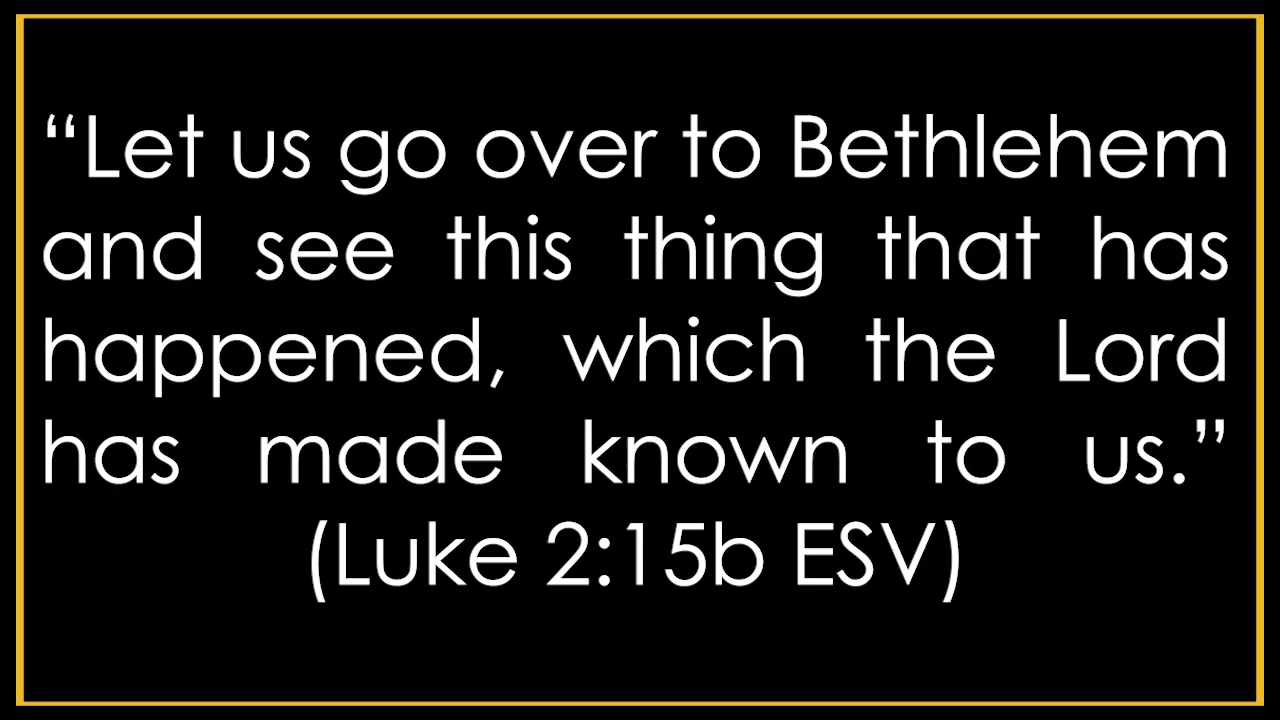 “Let us go over to Bethlehem
and see this thing that has
happened, which the Lord
has made known to us.”
(Luke 2:15b ESV)